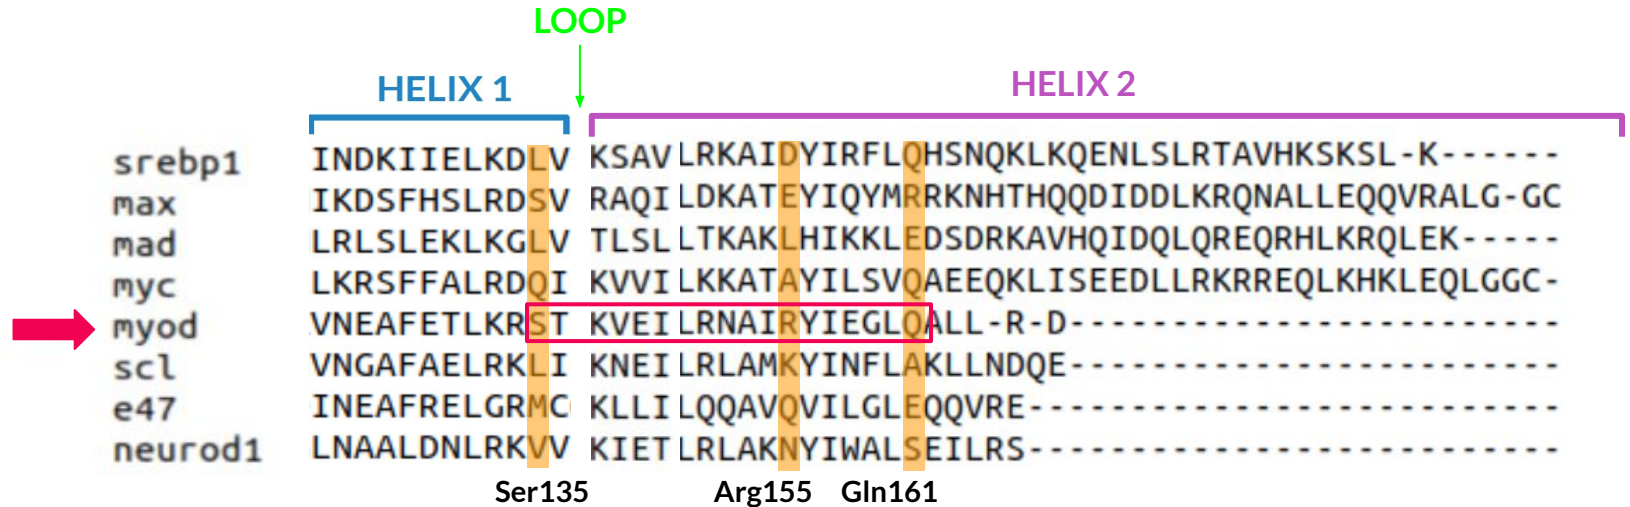 LOOP
HELIX 1 HELIX 2
srebp1 INDKIIELKDLV KSAV LRKAIDYIRFLQHSNQKLKQENLSLRTAVHKSKSL-K------
max IKDSFHSLRDSV RAQI LDKATEYIQYMRRKNHTHQQDIDDLKRQNALLEQQVRALG-GC
mad LRLSLEKLKGLV TLSL LTKAKLHIKKLEDSDRKAVHQIDQLQREQRHLKRQLEK-----
myc LKRSFFALRDQI KVVI LKKATAYILSVQAEEQKLISEEDLLRKRREQLKHKLEQLGGC-
myod VNEAFETLKRST KVEI LRNAIRYIEGLQALL-R-D------------------------
scl VNGAFAELRKLI KNEI LRLAMKYINFLAKLLNDQE------------------------
e47 INEAFRELGRMC KLLI LQQAVQVILGLEQQVRE--------------------------
neurod1 LNAALDNLRKVV KIET LRLAKNYIWALSEILRS--------------------------
Ser135 Arg155 Gln161